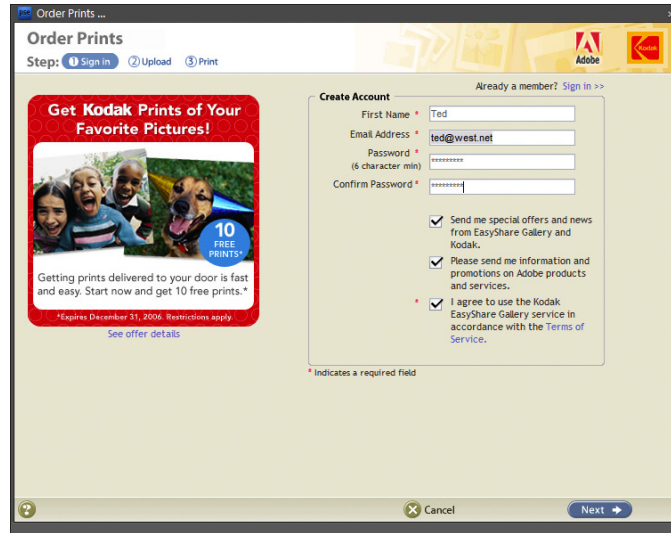 Order Prints ...
Order Prints
Step: 1 Sign in 2 Upload 3 Print
Adobe
Kodak
Already a member? Sign in >>
Get Kodak Prints of Your
Favorite Pictures!
10
FREE
PRINTS*
Getting prints delivered to your door is fast
and easy. Start now and get 10 free prints.*
*Expires December 31, 2006. Restrictions apply.
See offer details
Create Account
First Name * Ted
Email Address * ted@west.net
Password * *********
(6 character min)
Confirm Password * *********
Send me special offers and news
from EasyShare Gallery and
Kodak.
Please send me information and
promotions on Adobe products
and services.
* I agree to use the Kodak
EasyShare Gallery service in
accordance with the Terms of
Service.
* Indicates a required field
?
Cancel
Next